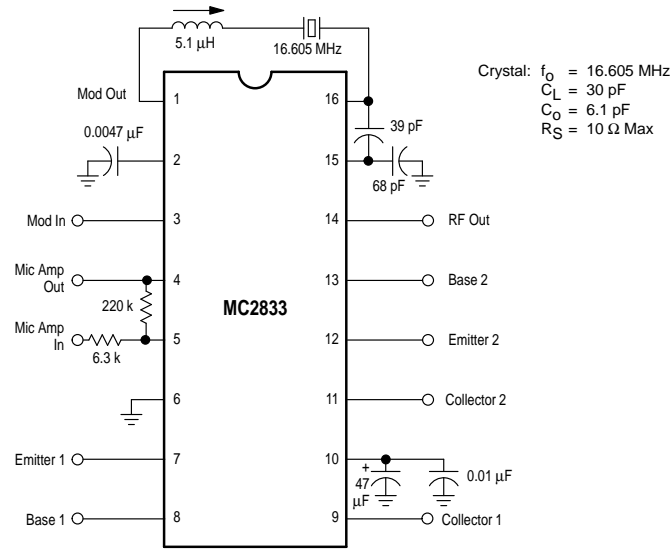 5.1 μH
16.605 MHz
Crystal: fo = 16.605 MHz
CL = 30 pF
Co = 6.1 pF
RS = 10 Ω Max
Mod Out
1
16
0.0047 μF
39 pF
2
15
68 pF
Mod In
3
14
RF Out
Mic Amp
Out
4
13
Base 2
220 k
MC2833
Mic Amp
In
6.3 k
5
12
Emitter 2
6
11
Collector 2
Emitter 1
7
10
+
47
μF
0.01 μF
Base 1
8
9
Collector 1